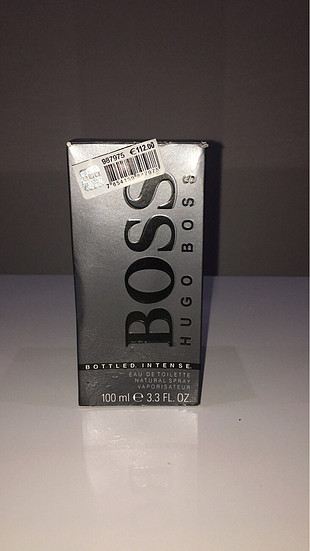 987975 €112.00
BOSS
HUGO BOSS
BOTTLED. INTENSE.
EAU DE TOILETTE
NATURAL SPRAY
VAPORISATEUR
100 ml ℮ 3.3 FL. OZ.